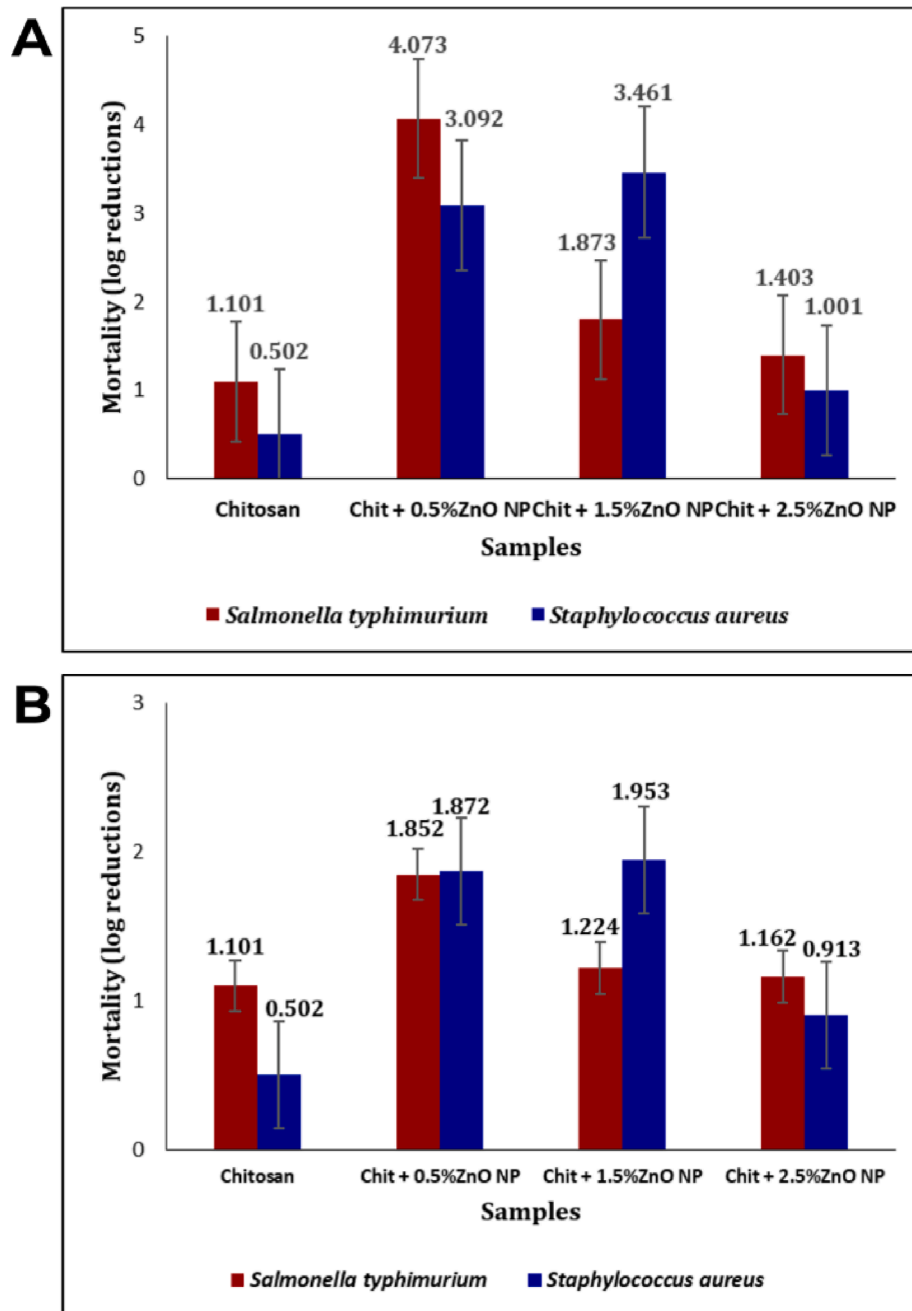 A
Mortality (log reductions)
5
4
3
2
1
0
1.101
0.502
4.073
3.092
1.873
3.461
1.403
1.001
Chitosan
Chit + 0.5%ZnO NP
Chit + 1.5%ZnO NP
Chit + 2.5%ZnO NP
Samples
Salmonella typhimurium
Staphylococcus aureus
B
Mortality (log reductions)
3
2
1
0
1.101
0.502
1.852
1.872
1.224
1.953
1.162
0.913
Chitosan
Chit + 0.5%ZnO NP
Chit + 1.5%ZnO NP
Chit + 2.5%ZnO NP
Samples
Salmonella typhimurium
Staphylococcus aureus